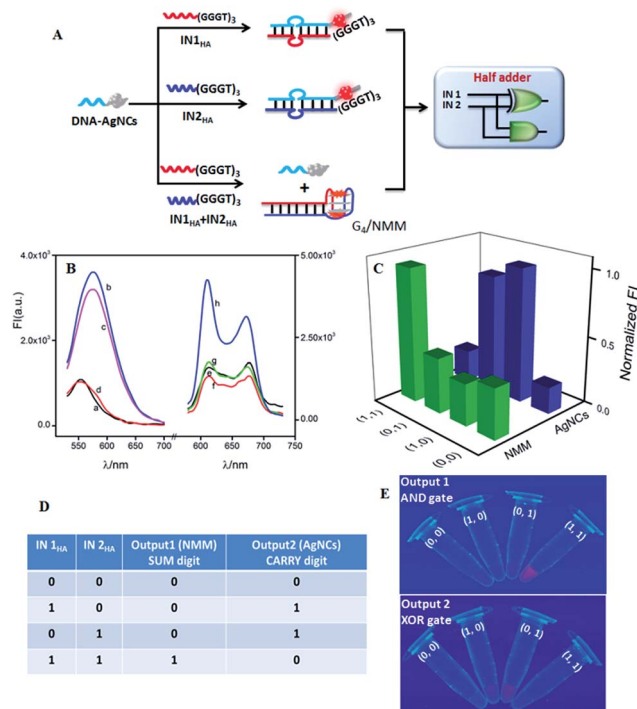 A
(GGGT)3
IN1HA
(GGGT)3
(GGGT)3
IN2HA
(GGGT)3
DNA-AgNCs
(GGGT)3
(GGGT)3
IN1HA+IN2HA
+
G4/NMM
Half adder
IN 1
IN 2
B
4.0x10³
2.0x10³
0.0
FI(a.u.)
5.00x10³
2.50x10³
0.00
b
c
d
a
h
g
e
f
550 600 650 700
600 650 700 750
λ/nm λ/nm
C
1.0
0.5
0.0
Normalized FI
(1,1)
(0,1)
(1,0)
(0,0)
NMM
AgNCs
D
IN 1HA IN 2HA Output1 (NMM) Output2 (AgNCs)
SUM digit CARRY digit
0 0 0 0
1 0 0 1
0 1 0 1
1 1 1 0
E
Output 1
AND gate
(0, 0)
(1, 0)
(0, 1)
(1, 1)
Output 2
XOR gate
(0, 0)
(1, 0)
(0, 1)
(1, 1)